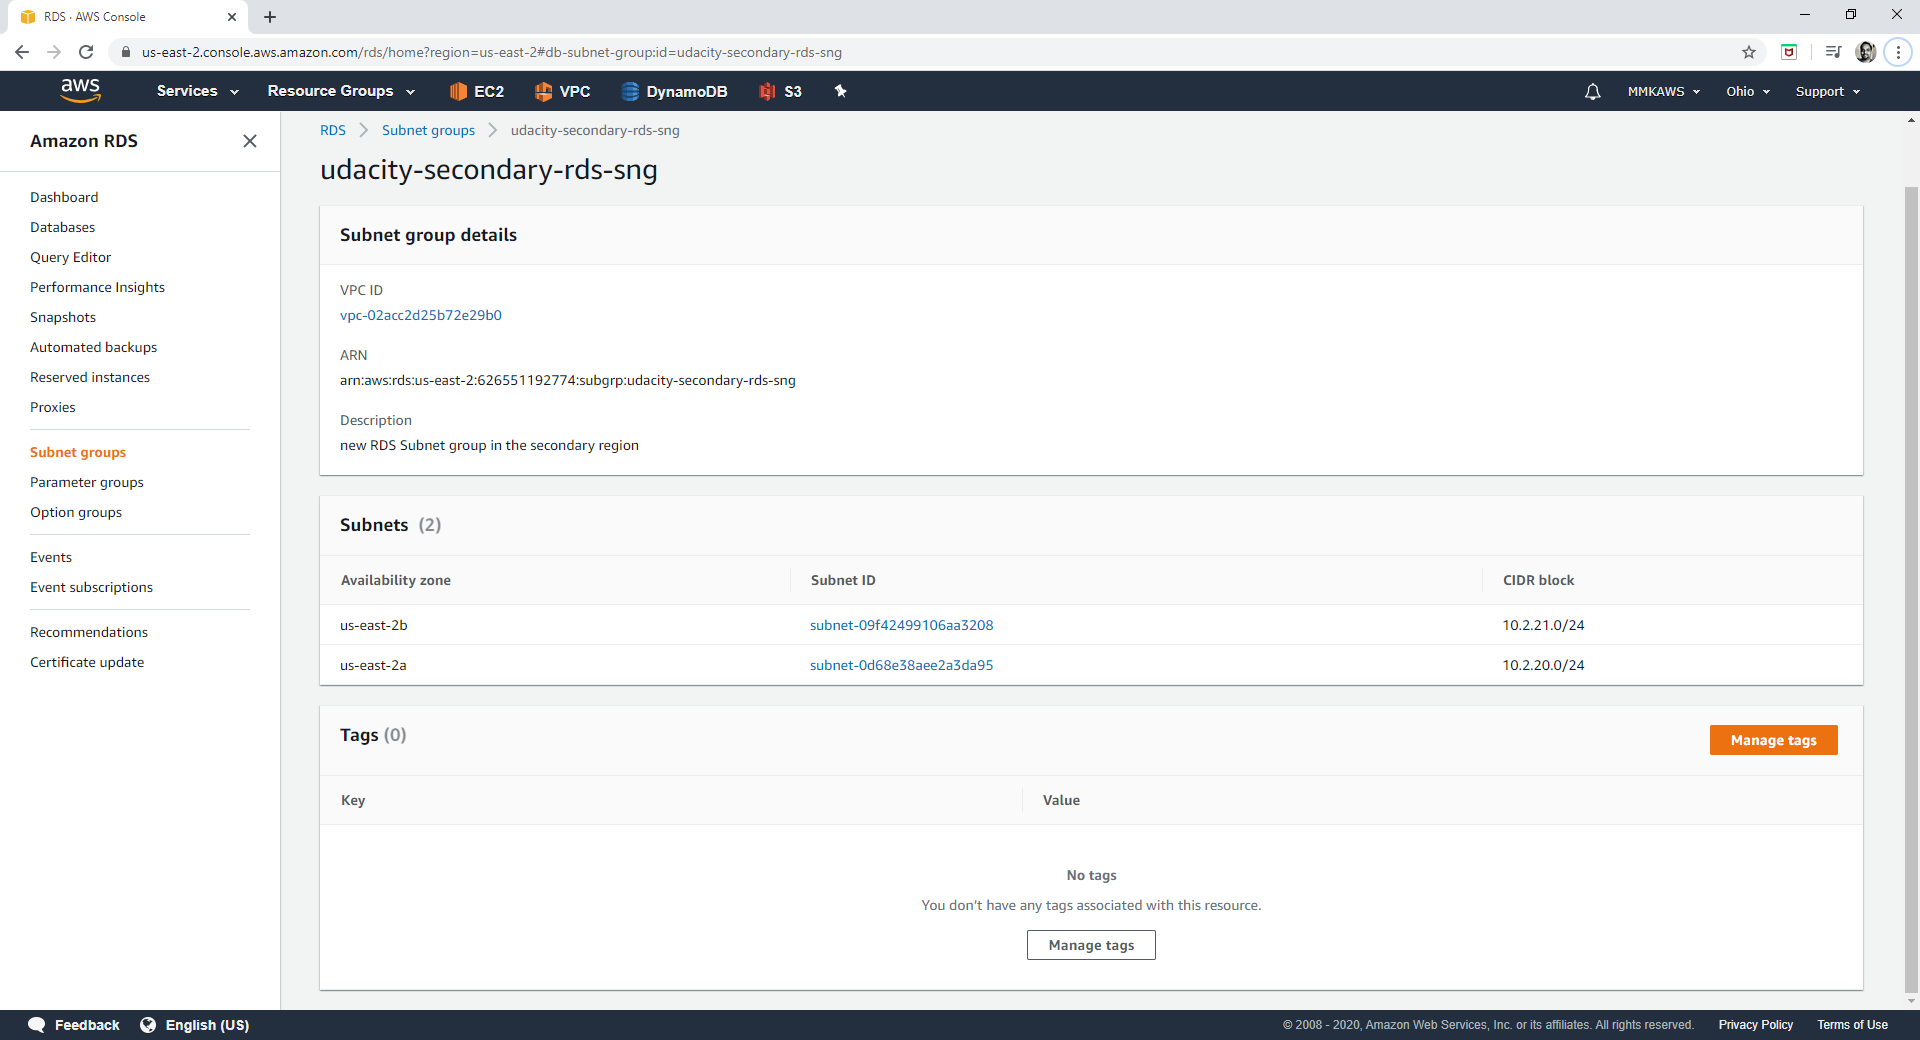 RDS · AWS Console
us-east-2.console.aws.amazon.com/rds/home?region=us-east-2#db-subnet-group:id=udacity-secondary-rds-sng
aws Services Resource Groups EC2 VPC DynamoDB S3 MMKAWS Ohio Support
Amazon RDS
Dashboard
Databases
Query Editor
Performance Insights
Snapshots
Automated backups
Reserved instances
Proxies
Subnet groups
Parameter groups
Option groups
Events
Event subscriptions
Recommendations
Certificate update
RDS Subnet groups udacity-secondary-rds-sng
udacity-secondary-rds-sng
Subnet group details
VPC ID
vpc-02acc2d25b72e29b0
ARN
arn:aws:rds:us-east-2:626551192774:subgrp:udacity-secondary-rds-sng
Description
new RDS Subnet group in the secondary region
Subnets (2)
Availability zone Subnet ID CIDR block
us-east-2b subnet-09f42499106aa3208 10.2.21.0/24
us-east-2a subnet-0d68e38aee2a3da95 10.2.20.0/24
Tags (0) Manage tags
Key Value
No tags
You don't have any tags associated with this resource.
Manage tags
Feedback English (US) © 2008 - 2020, Amazon Web Services, Inc. or its affiliates. All rights reserved. Privacy Policy Terms of Use